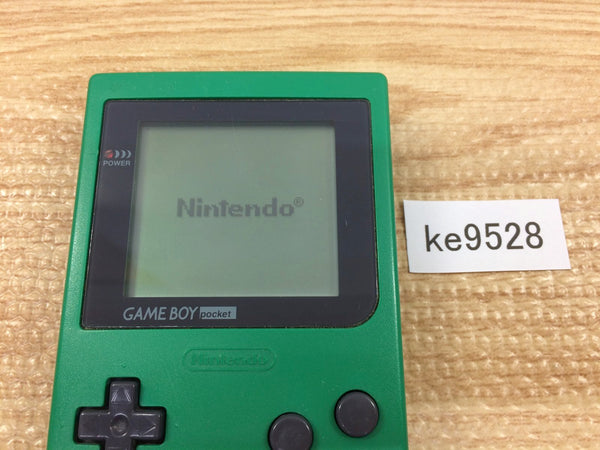 POWER
Nintendo®
GAME BOY pocket
Nintendo
ke9528